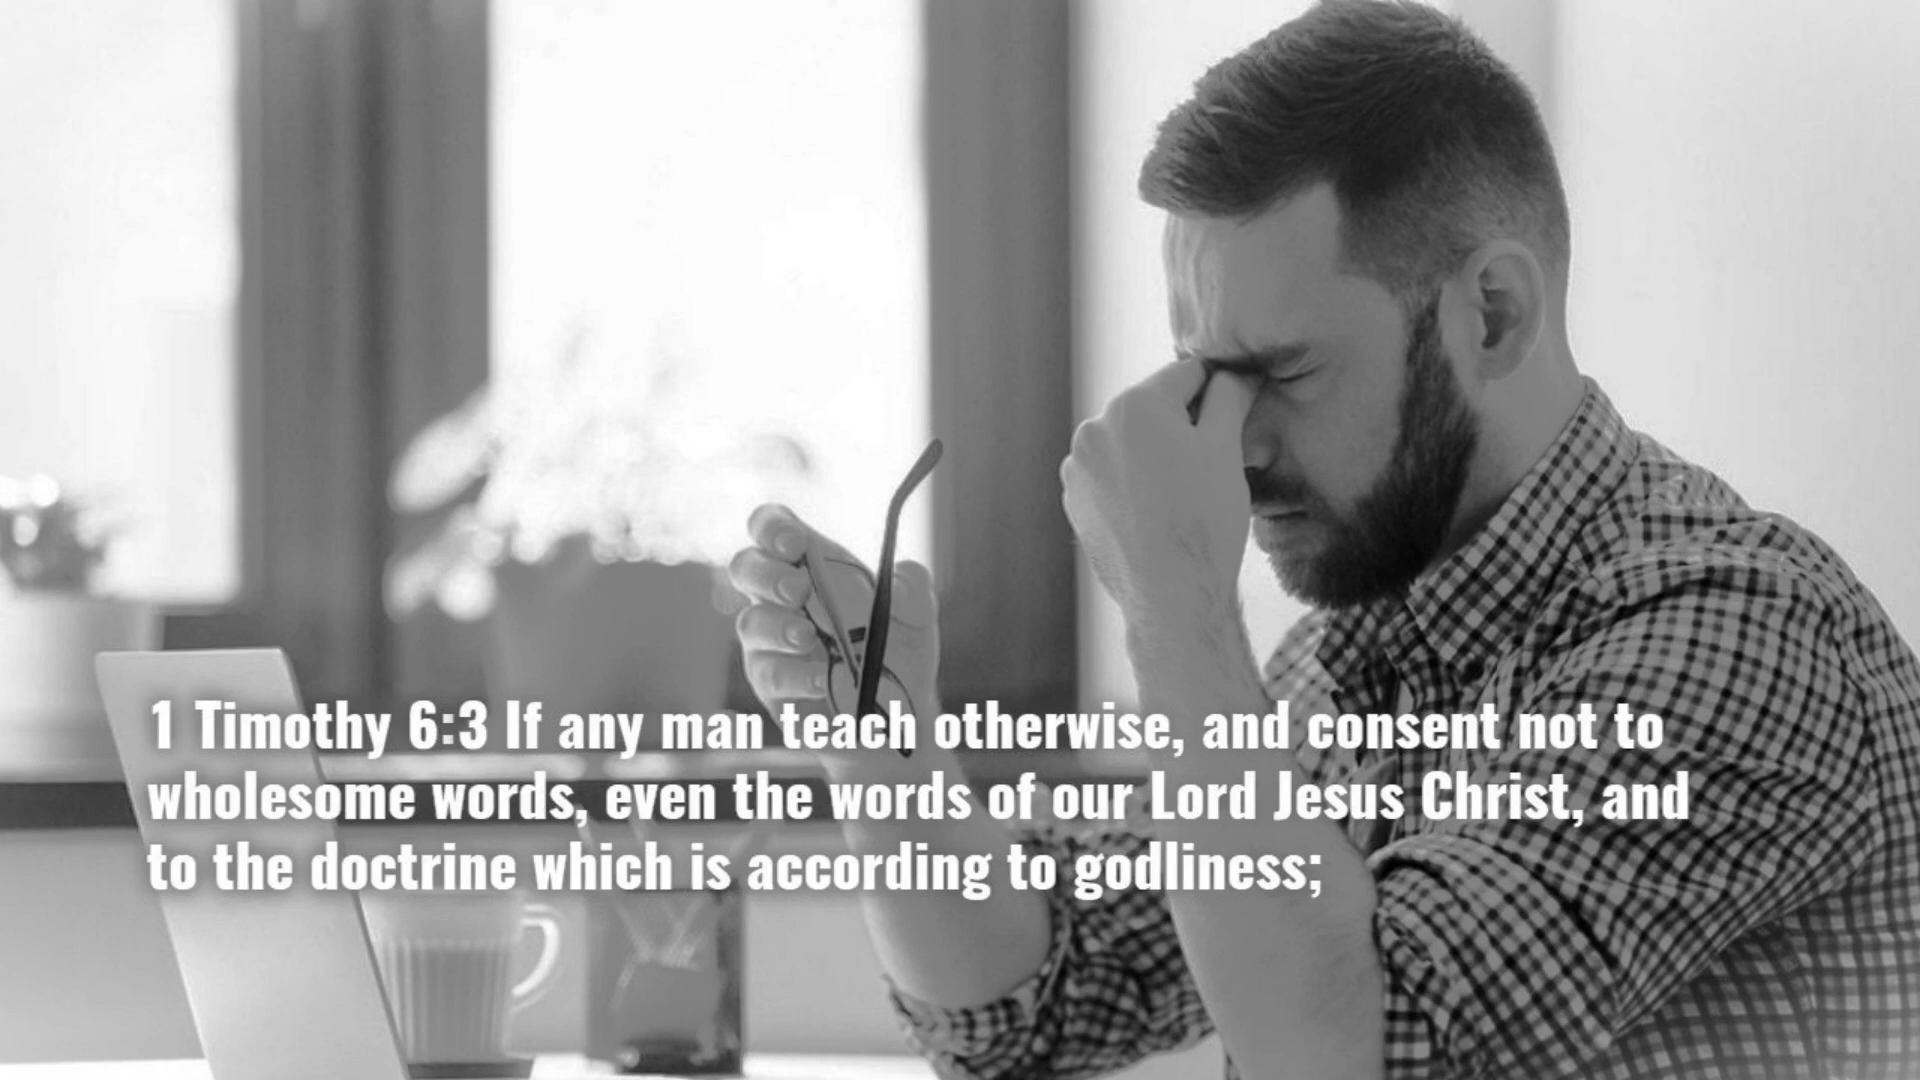 1 Timothy 6:3 If any man teach otherwise, and consent not to
wholesome words, even the words of our Lord Jesus Christ, and
to the doctrine which is according to godliness;